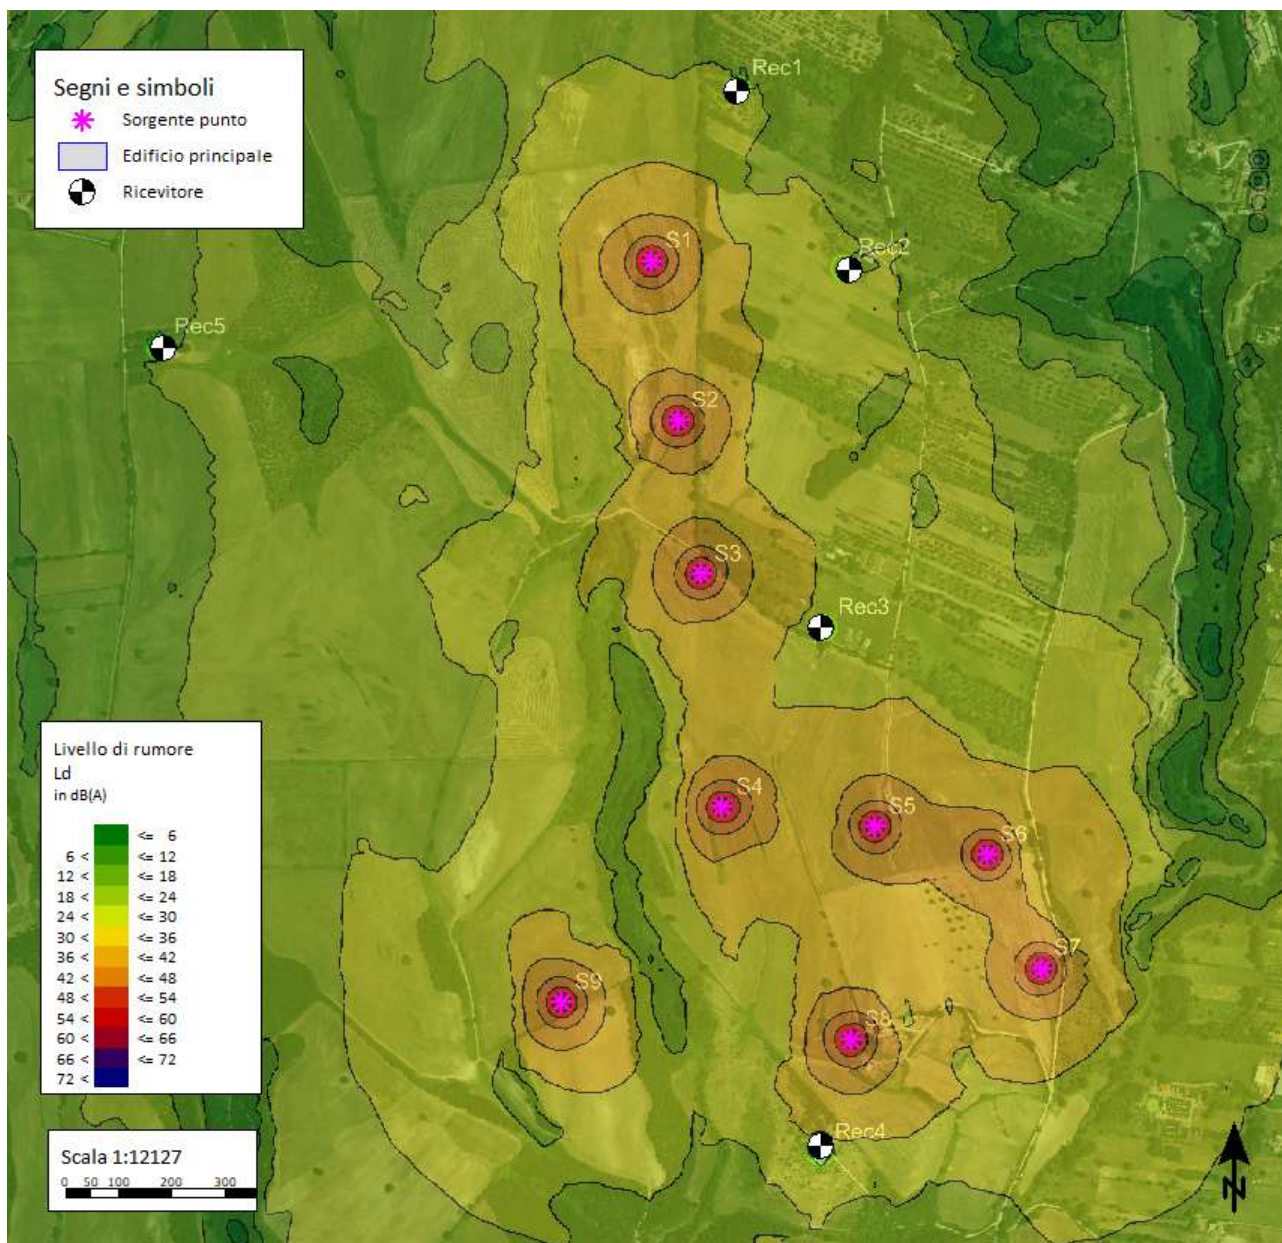 Rec1
Segni e simboli
Sorgente punto
Edificio principale
Ricevitore
S1
Rec2
Rec5
S2
S3
Rec3
Livello di rumore
Ld
in dB(A)
<= 6
6 < <= 12
12 < <= 18
18 < <= 24
24 < <= 30
30 < <= 36
36 < <= 42
42 < <= 48
48 < <= 54
54 < <= 60
60 < <= 66
66 < <= 72
72 <
S4
S5
S6
S7
S9
S8
Rec4
Scala 1:12127
0 50 100 200 300
N